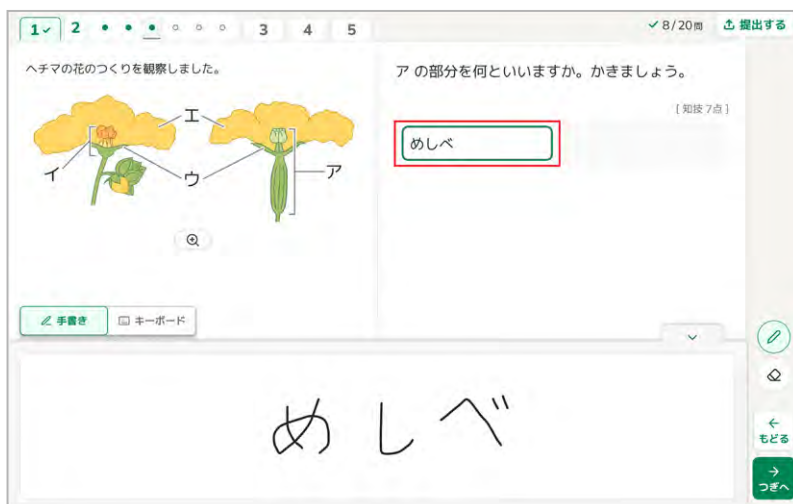 1✓ 2 3 4 5 ✓ 8/20問 提出する
ヘチマの花のつくりを観察しました。
エ
イ
ウ
ア
ア の部分を何といいますか。かきましょう。
[知技 7点]
めしべ
手書き キーボード
めしべ
← もどる
→ つぎへ